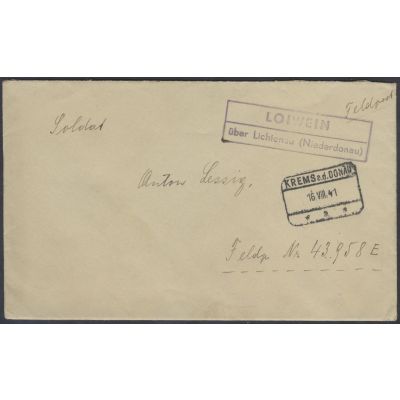 Feldpost
LOIWEIN
über Lichtenau (Niederdonau)
Soldat
KREMS a.d. DONAU
16.VIII.41
* a *
Anton Lessig,
Feldp. Nr 43.958 E